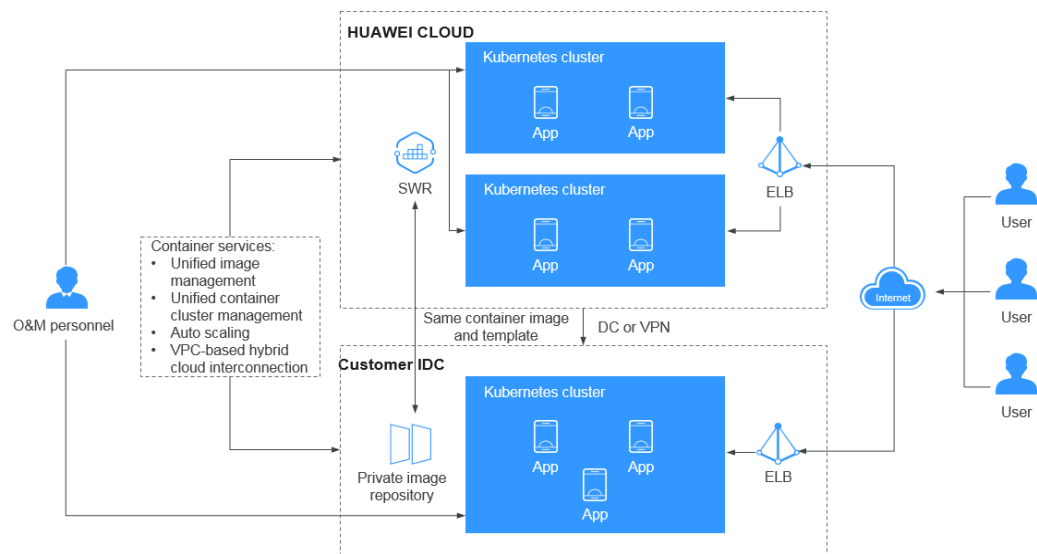 HUAWEI CLOUD
Kubernetes cluster
App
App
SWR
ELB
Kubernetes cluster
App
App
User
Container services:
• Unified image
management
• Unified container
cluster management
• Auto scaling
• VPC-based hybrid
cloud interconnection
O&M personnel
Internet
User
Same container image
and template
DC or VPN
Customer IDC
Kubernetes cluster
App
App
App
Private image
repository
ELB
User